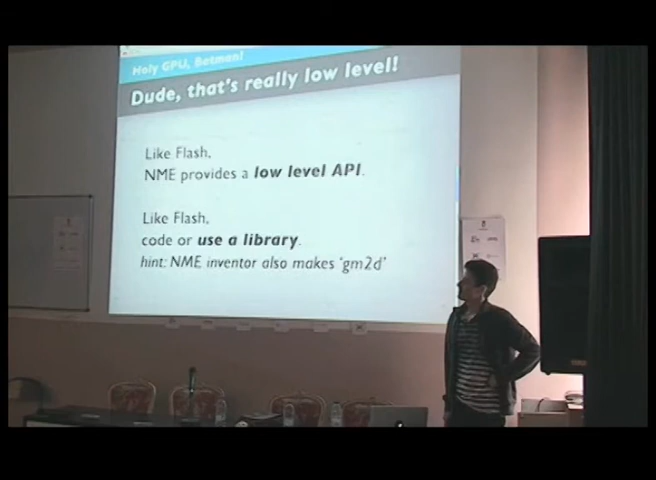 Holy GPU, Batman!
Dude, that's really low level!
Like Flash,
NME provides a low level API.
Like Flash,
code or use a library.
hint: NME inventor also makes 'gm2d'